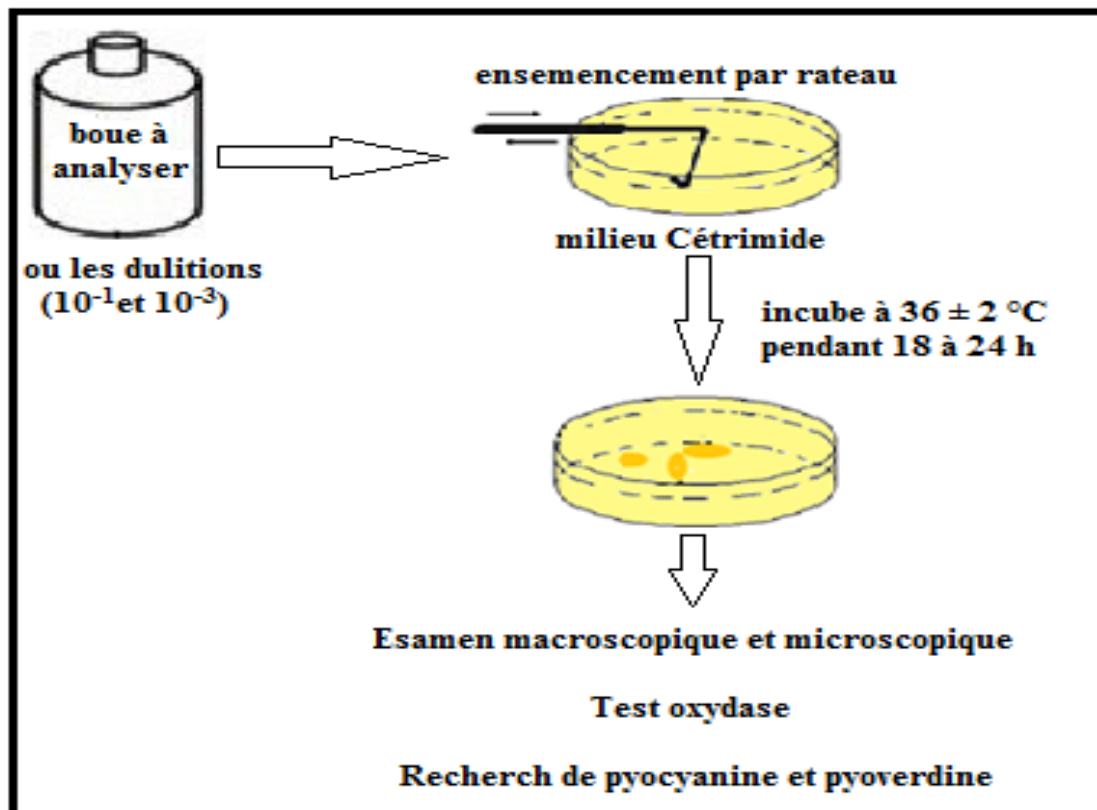 ensemencement par rateau
boue à
analyser
milieu Cétrimide
ou les dulitions
(10⁻¹et 10⁻³)
incube à 36 ± 2 °C
pendant 18 à 24 h
Esamen macroscopique et microscopique
Test oxydase
Recherch de pyocyanine et pyoverdine